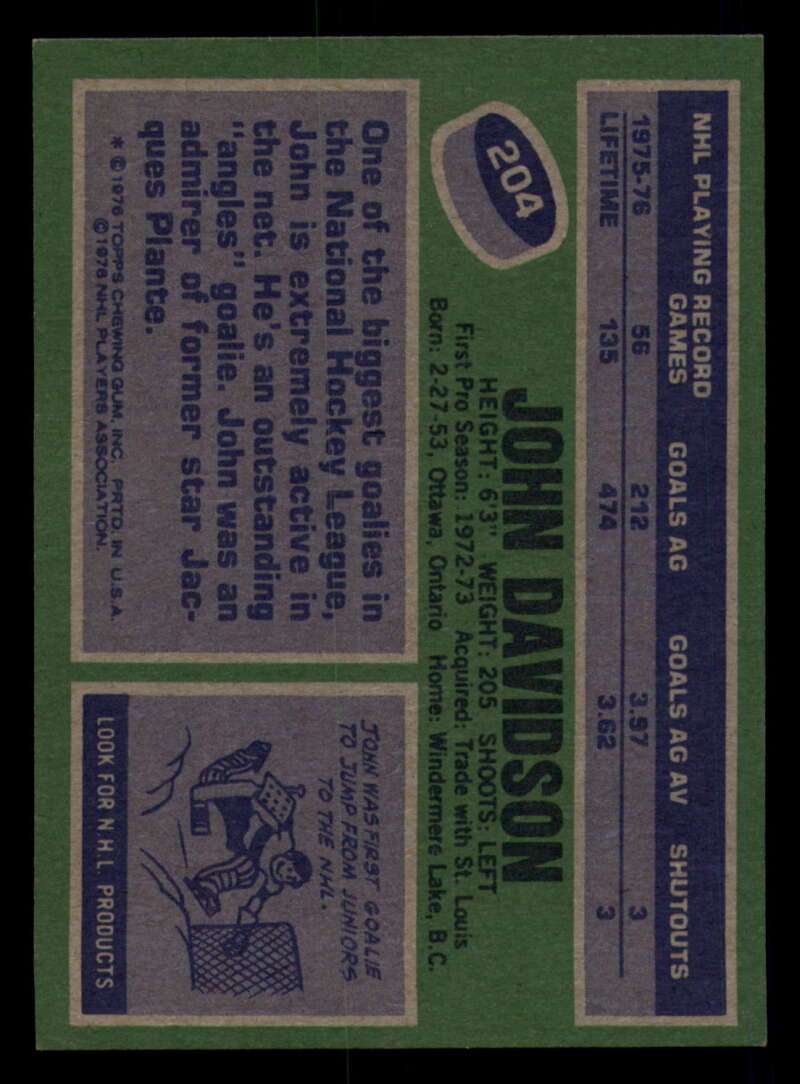 NHL PLAYING RECORD
GAMES GOALS AG GOALS AG AV SHUTOUTS
1975-76 56 212 3.97 3
LIFETIME 135 474 3.62 3
204
JOHN DAVIDSON
HEIGHT: 6'3" WEIGHT: 205 SHOOTS: LEFT
First Pro Season: 1972-73 Acquired: Trade with St. Louis
Born: 2-27-53, Ottawa, Ontario Home: Windermere Lake, B.C.
One of the biggest goalies in
the National Hockey League,
John is extremely active in
the net. He's an outstanding
"angles" goalie. John was an
admirer of former star Jac-
ques Plante.
* © 1976 TOPPS CHEWING GUM, INC. PRTD. IN U.S.A.
© 1976 NHL PLAYERS ASSOCIATION.
JOHN WAS FIRST GOALIE
TO JUMP FROM JUNIORS
TO THE NHL.
LOOK FOR N.H.L. PRODUCTS